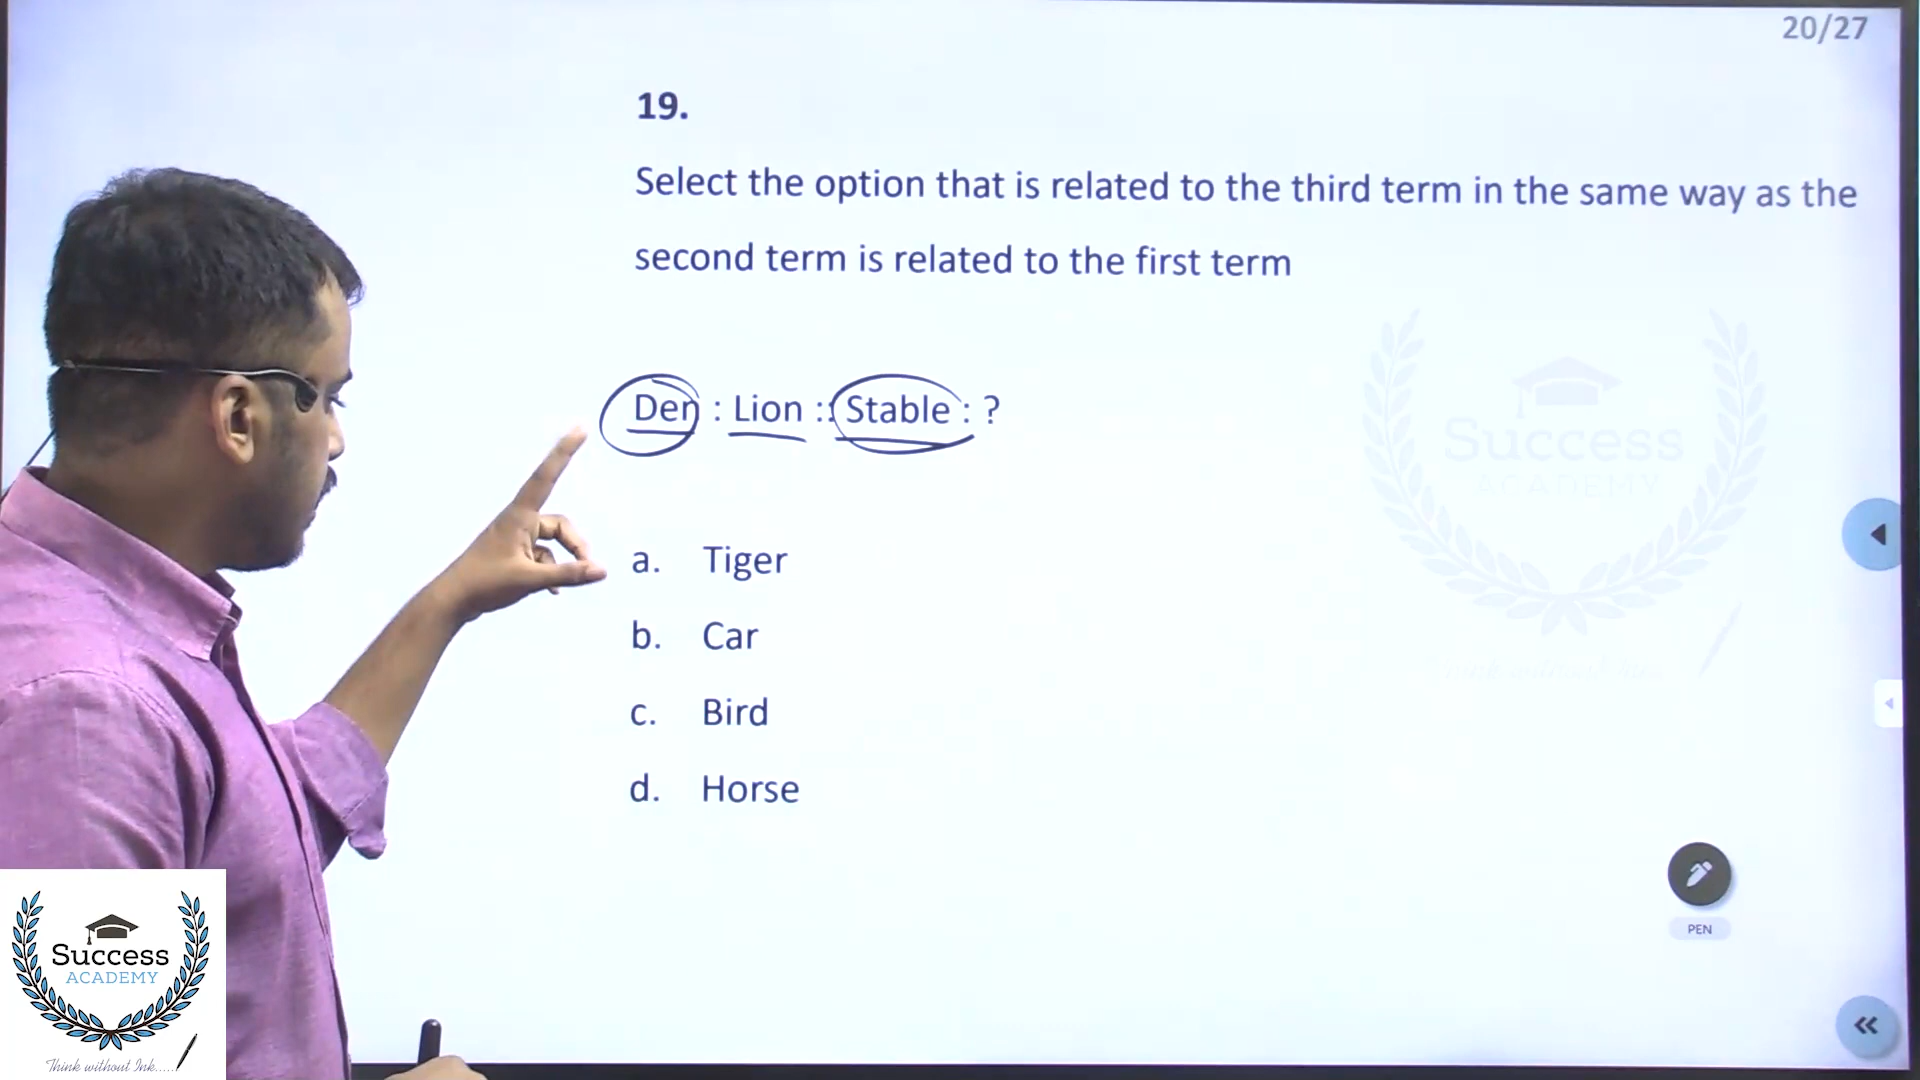 20/27
19.
Select the option that is related to the third term in the same way as the
second term is related to the first term
Den : Lion :: Stable : ?
Success
ACADEMY
a. Tiger
b. Car
c. Bird
d. Horse
PEN
Success
ACADEMY
Think without Ink.....